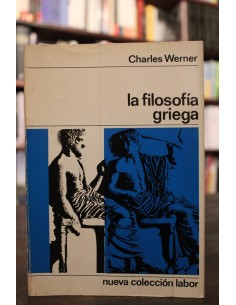 Charles Werner
la filosofía
griega
nueva colección labor